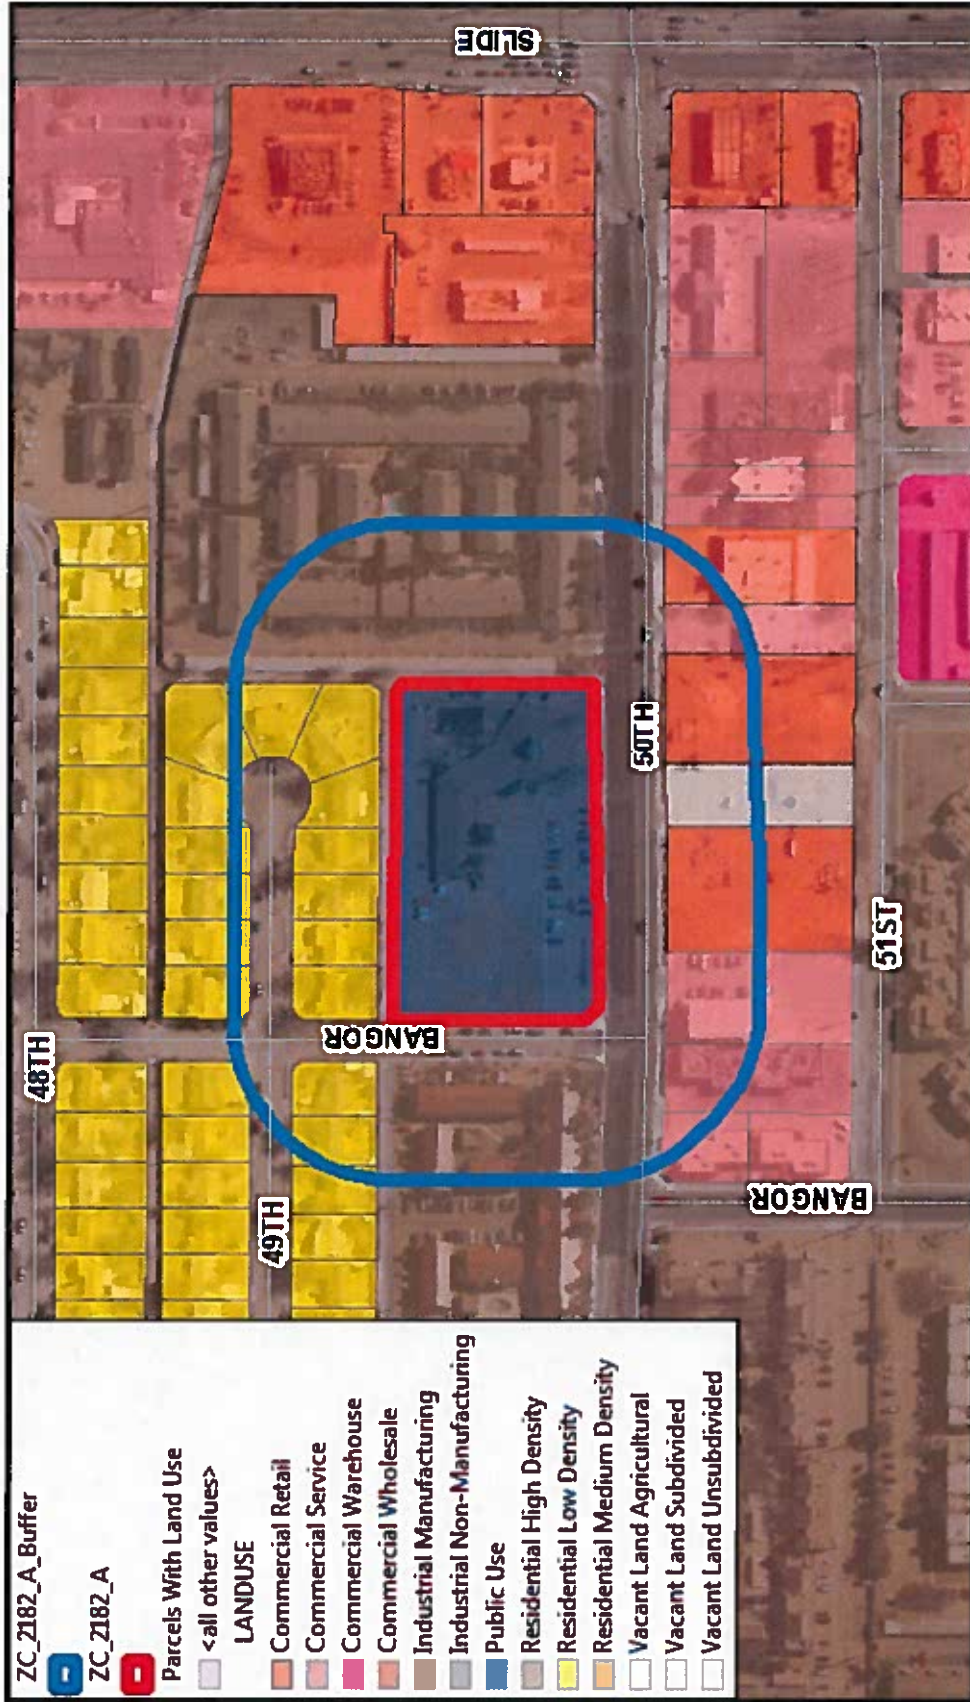 ZC_2182_A_Buffer
ZC_2182_A
Parcels With Land Use
<all other values>
LANDUSE
Commercial Retail
Commercial Service
Commercial Warehouse
Commercial Wholesale
Industrial Manufacturing
Industrial Non-Manufacturing
Public Use
Residential High Density
Residential Low Density
Residential Medium Density
Vacant Land Agricultural
Vacant Land Subdivided
Vacant Land Unsubdivided
48TH
49TH
BANGOR
BANGOR
50TH
51ST
SLIDE